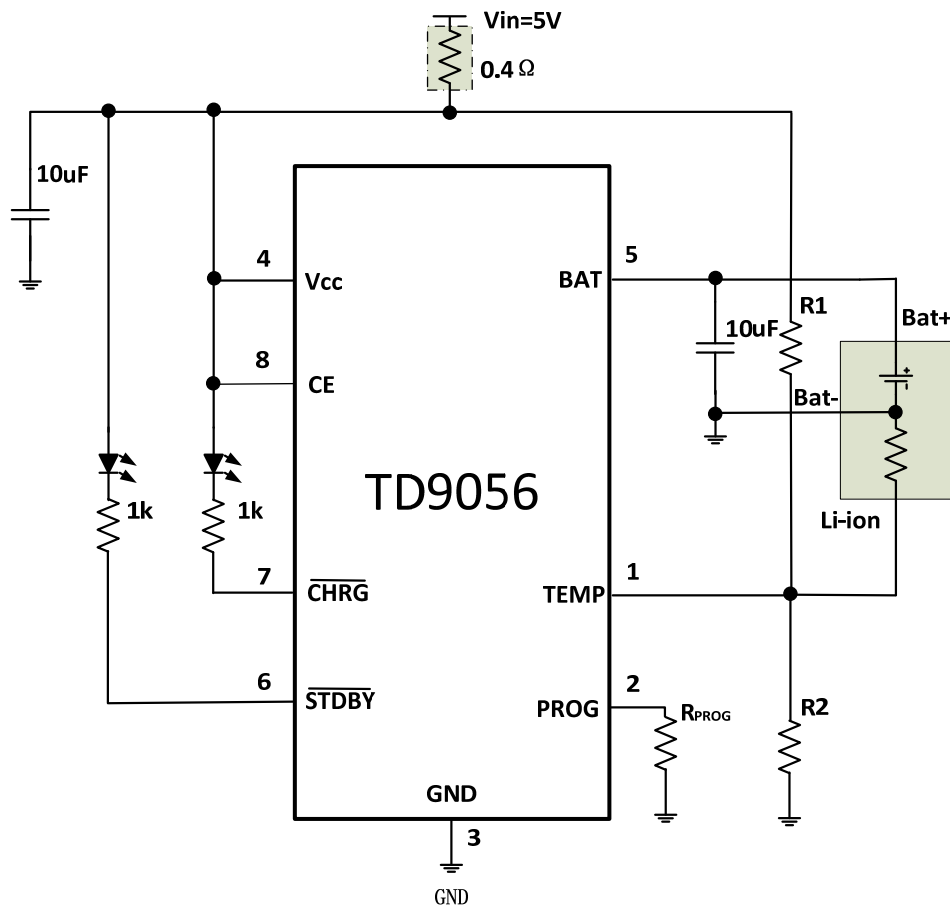 Vin=5V
0.4 Ω
10uF
4
Vcc
5
BAT
R1
10uF
Bat+
8
CE
Bat-
+
TD9056
1k
1k
Li-ion
7
CHRG
1
TEMP
6
STDBY
2
PROG
RPROG
R2
GND
3
GND